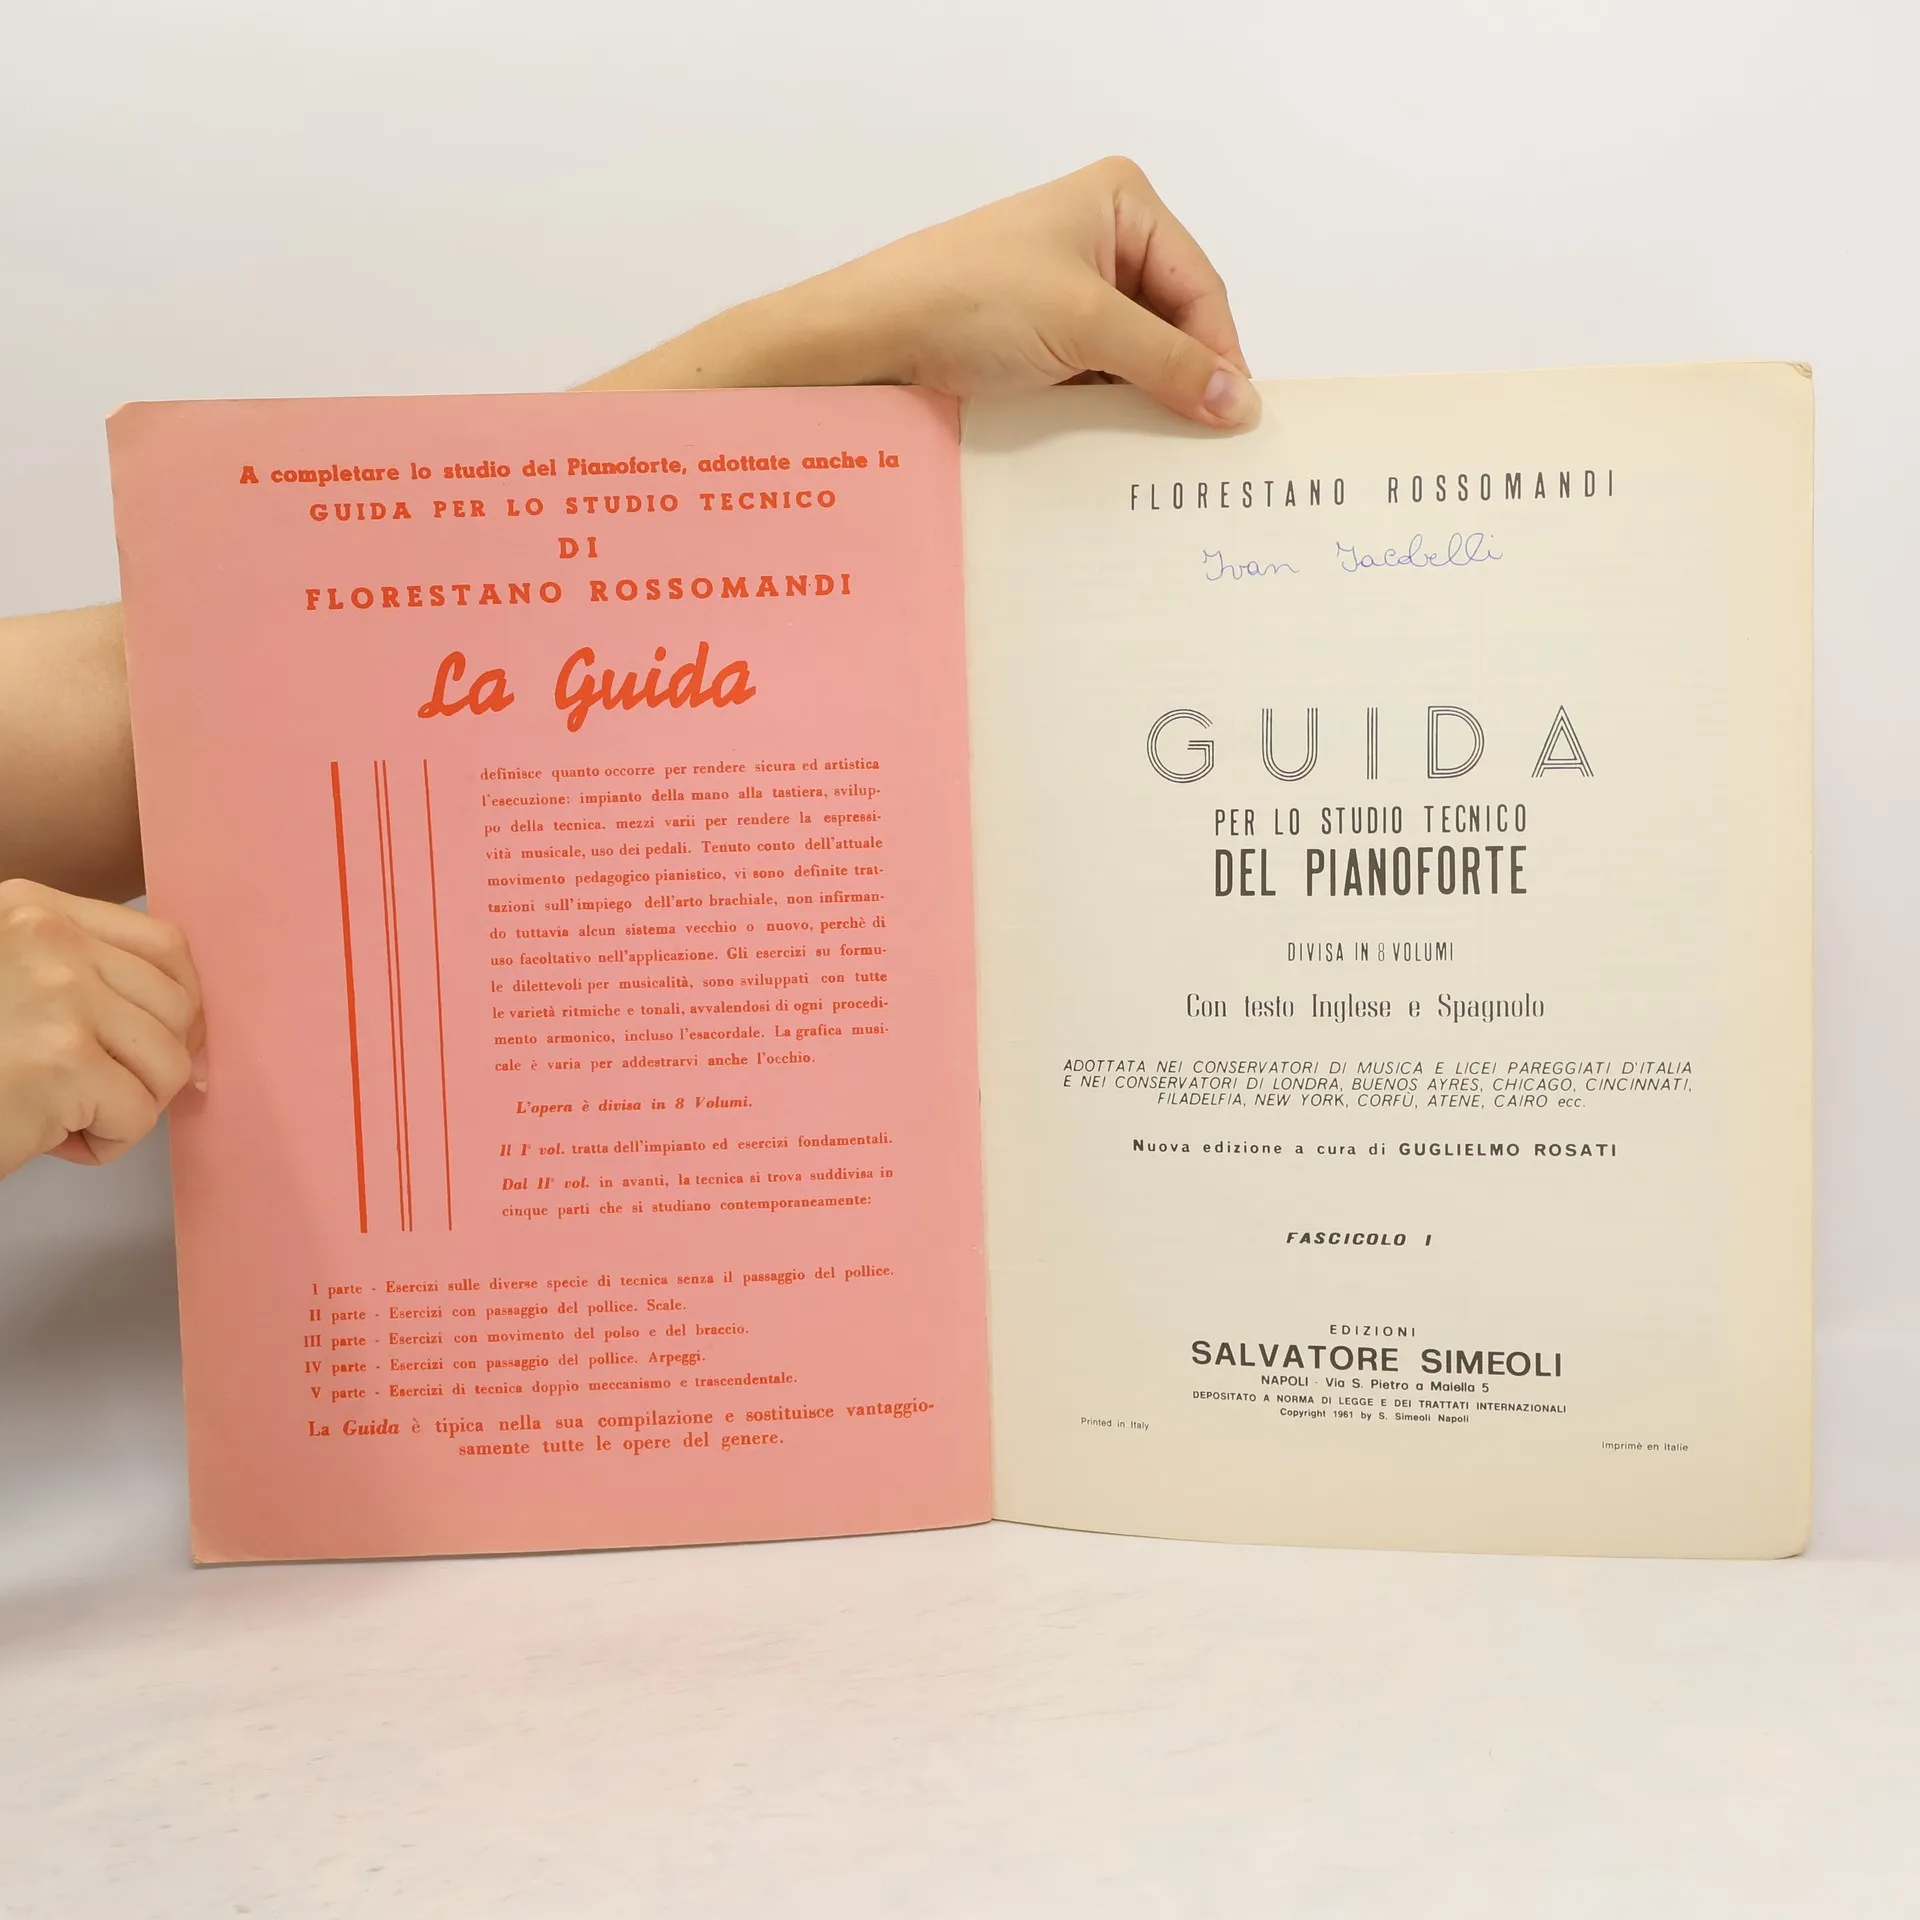 A completare lo studio del Pianoforte, adottate anche la
GUIDA PER LO STUDIO TECNICO
DI
FLORESTANO ROSSOMANDI
La Guida
definisce quanto occorre per rendere sicura ed artistica
l'esecuzione: impianto della mano alla tastiera, svilup-
po della tecnica. mezzi varii per rendere la espressi-
vità musicale, uso dei pedali. Tenuto conto dell'attuale
movimento pedagogico pianistico, vi sono definite trat-
tazioni sull'impiego dell'arto brachiale, non infirman-
do tuttavia alcun sistema vecchio o nuovo, perchè di
uso facoltativo nell'applicazione. Gli esercizi su formu-
le dilettevoli per musicalità, sono sviluppati con tutte
le varietà ritmiche e tonali, avvalendosi di ogni procedi-
mento armonico, incluso l'esacordale. La grafica musi-
cale è varia per addestrarvi anche l'occhio.
L'opera è divisa in 8 Volumi.
Il I° vol. tratta dell'impianto ed esercizi fondamentali.
Dal II° vol. in avanti, la tecnica si trova suddivisa in
cinque parti che si studiano contemporaneamente:
I parte - Esercizi sulle diverse specie di tecnica senza il passaggio del pollice.
II parte - Esercizi con passaggio del pollice. Scale.
III parte - Esercizi con movimento del polso e del braccio.
IV parte - Esercizi con passaggio del pollice. Arpeggi.
V parte - Esercizi di tecnica doppio meccanismo e trascendentale.
La Guida è tipica nella sua compilazione e sostituisce vantaggio-
samente tutte le opere del genere.
FLORESTANO ROSSOMANDI
Ivan Iacobelli
GUIDA
PER LO STUDIO TECNICO
DEL PIANOFORTE
DIVISA IN 8 VOLUMI
Con testo Inglese e Spagnolo
ADOTTATA NEI CONSERVATORI DI MUSICA E LICEI PAREGGIATI D'ITALIA
E NEI CONSERVATORI DI LONDRA, BUENOS AYRES, CHICAGO, CINCINNATI,
FILADELFIA, NEW YORK, CORFÙ, ATENE, CAIRO ecc.
Nuova edizione a cura di GUGLIELMO ROSATI
FASCICOLO I
EDIZIONI
SALVATORE SIMEOLI
NAPOLI - Via S. Pietro a Maiella 5
DEPOSITATO A NORMA DI LEGGE E DEI TRATTATI INTERNAZIONALI
Copyright 1961 by S. Simeoli Napoli
Printed in Italy
Imprimè en Italie